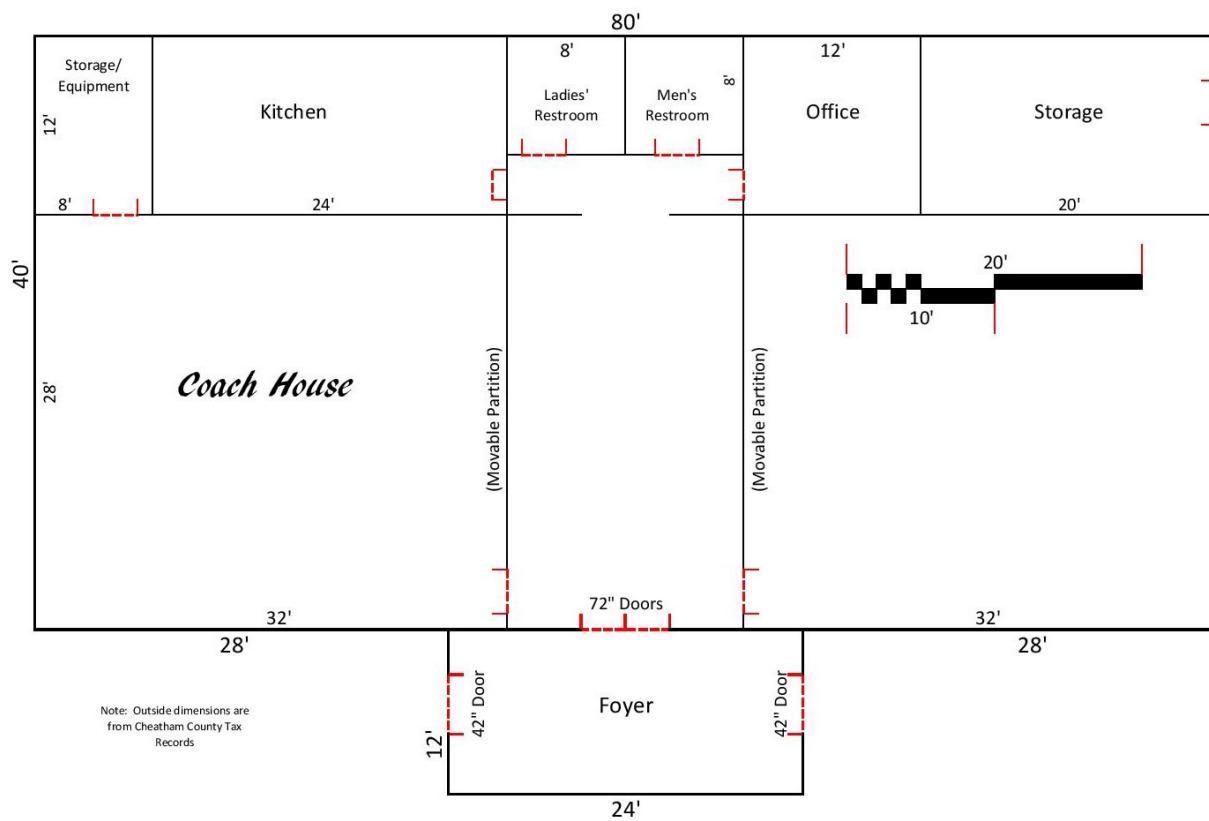 80'
Storage/
Equipment
12'
8'
Kitchen
24'
8'
Ladies'
Restroom
8'
Men's
Restroom
12'
Office
Storage
20'
40'
28'
Coach House
(Movable Partition)
(Movable Partition)
20'
10'
32'
72" Doors
32'
28'
28'
42" Door
Foyer
42" Door
12'
24'
Note: Outside dimensions are
from Cheatham County Tax
Records